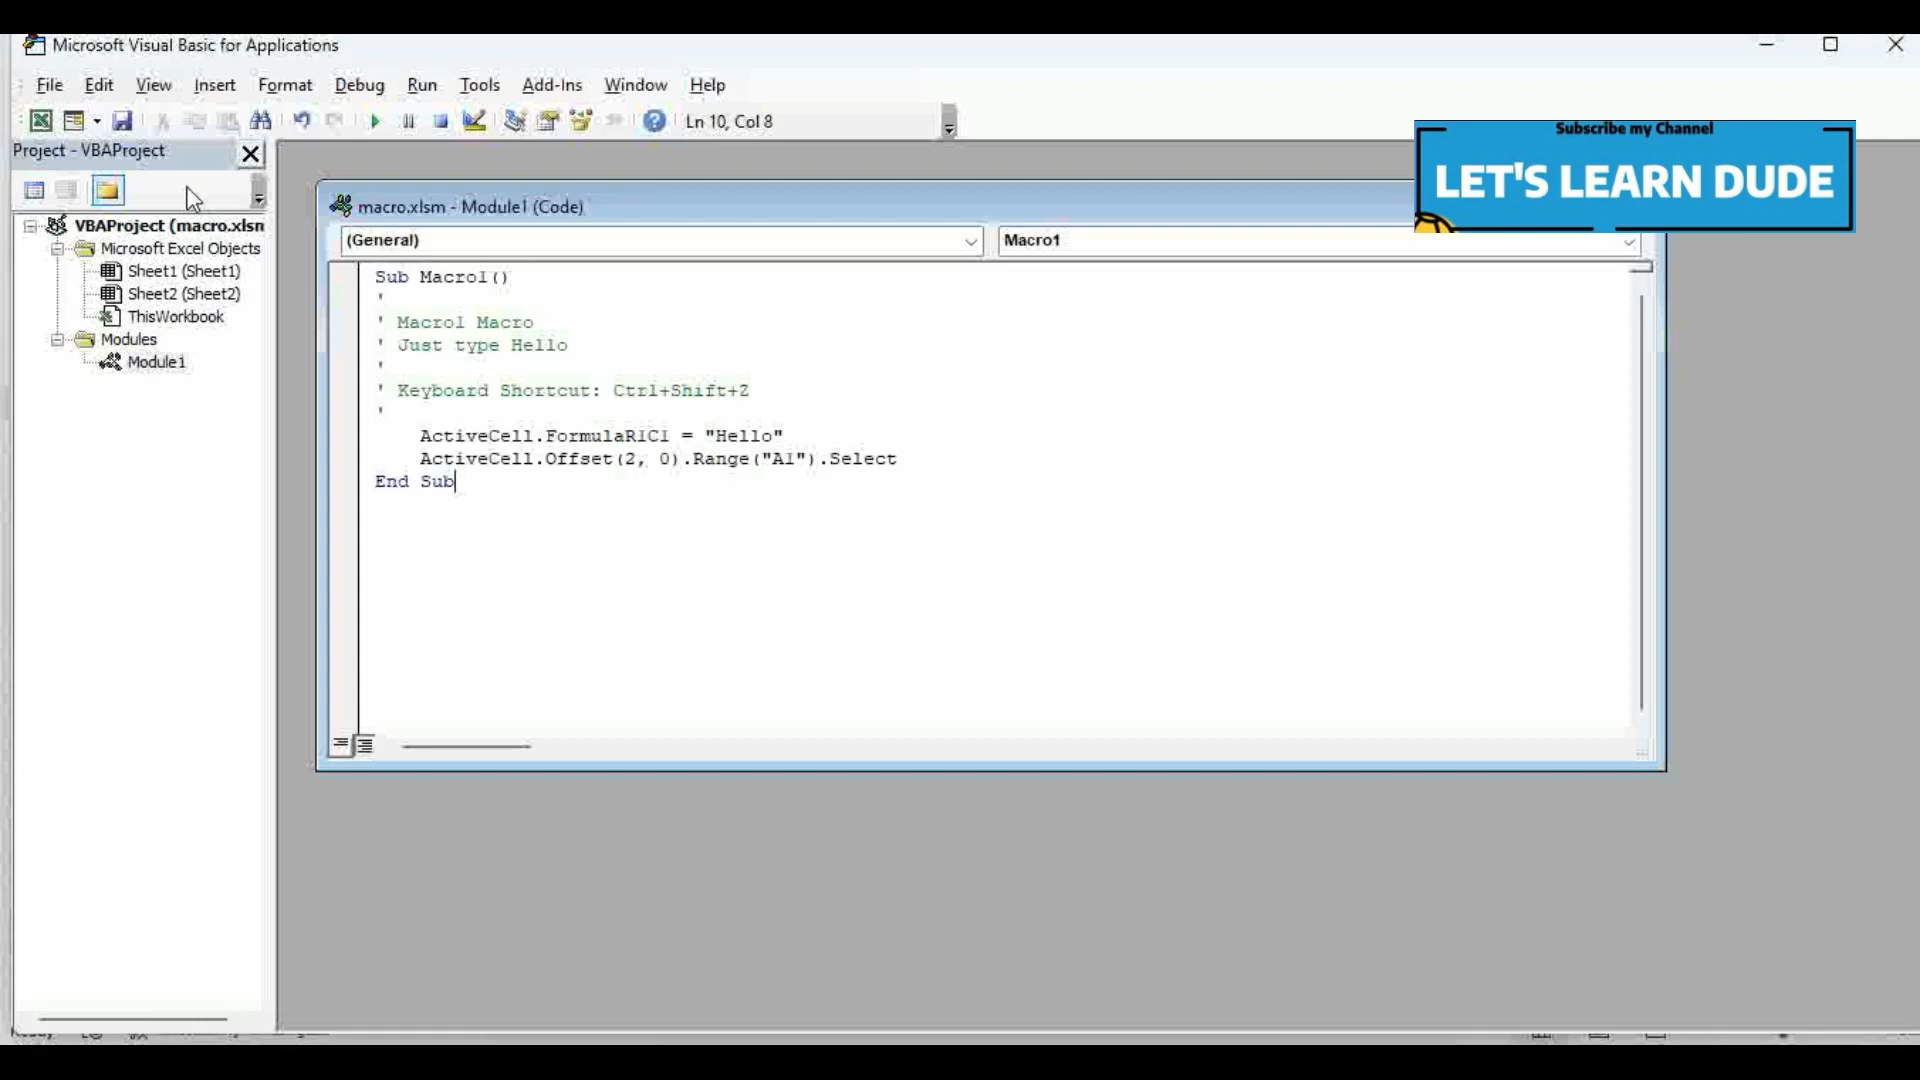 Microsoft Visual Basic for Applications
File Edit View Insert Format Debug Run Tools Add-Ins Window Help
Ln 10, Col 8
Project - VBAProject
Subscribe my Channel
LET'S LEARN DUDE
macro.xlsm - Module1 (Code)
(General)
Macro1
VBAProject (macro.xlsm
Microsoft Excel Objects
Sheet1 (Sheet1)
Sheet2 (Sheet2)
ThisWorkbook
Modules
Module1
Sub Macro1()
'
' Macro1 Macro
' Just type Hello
'
' Keyboard Shortcut: Ctrl+Shift+Z
'
ActiveCell.FormulaR1C1 = "Hello"
ActiveCell.Offset(2, 0).Range("A1").Select
End Sub